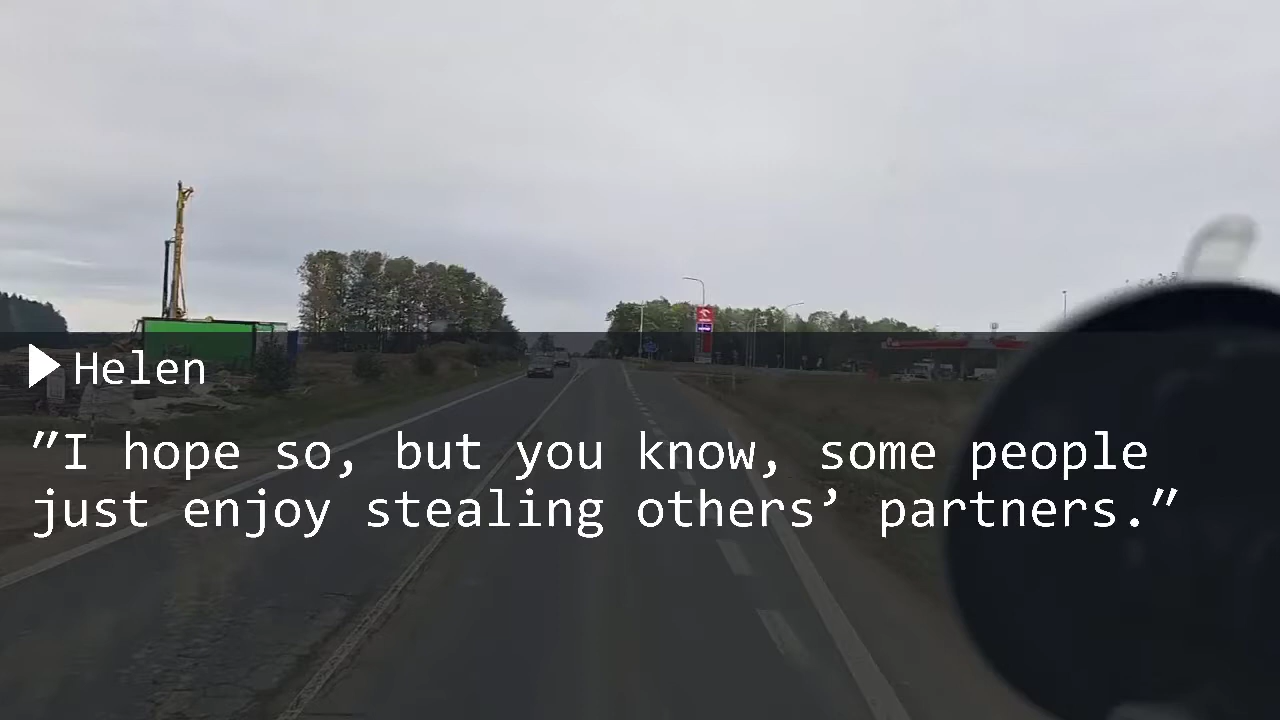 Helen
"I hope so, but you know, some people
just enjoy stealing others’ partners."